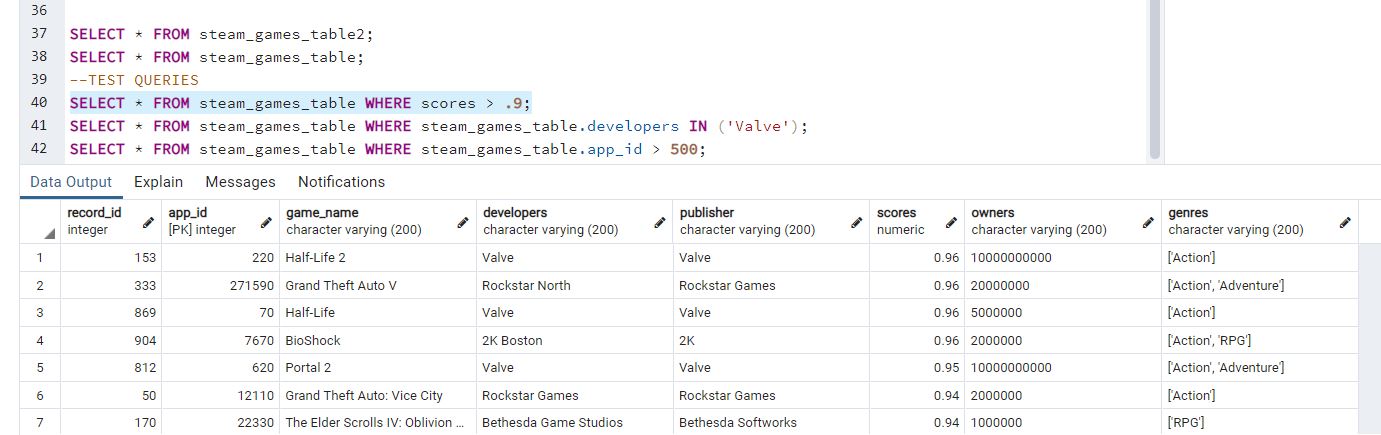 36
37 SELECT * FROM steam_games_table2;
38 SELECT * FROM steam_games_table;
39 --TEST QUERIES
40 SELECT * FROM steam_games_table WHERE scores > .9;
41 SELECT * FROM steam_games_table WHERE steam_games_table.developers IN ('Valve');
42 SELECT * FROM steam_games_table WHERE steam_games_table.app_id > 500;
Data Output Explain Messages Notifications
record_id app_id game_name developers publisher scores owners genres
integer [PK] integer character varying (200) character varying (200) character varying (200) numeric character varying (200) character varying (200)
1 153 220 Half-Life 2 Valve Valve 0.96 10000000000 ['Action']
2 333 271590 Grand Theft Auto V Rockstar North Rockstar Games 0.96 20000000 ['Action', 'Adventure']
3 869 70 Half-Life Valve Valve 0.96 5000000 ['Action']
4 904 7670 BioShock 2K Boston 2K 0.96 2000000 ['Action', 'RPG']
5 812 620 Portal 2 Valve Valve 0.95 10000000000 ['Action', 'Adventure']
6 50 12110 Grand Theft Auto: Vice City Rockstar Games Rockstar Games 0.94 2000000 ['Action']
7 170 22330 The Elder Scrolls IV: Oblivion ... Bethesda Game Studios Bethesda Softworks 0.94 1000000 ['RPG']